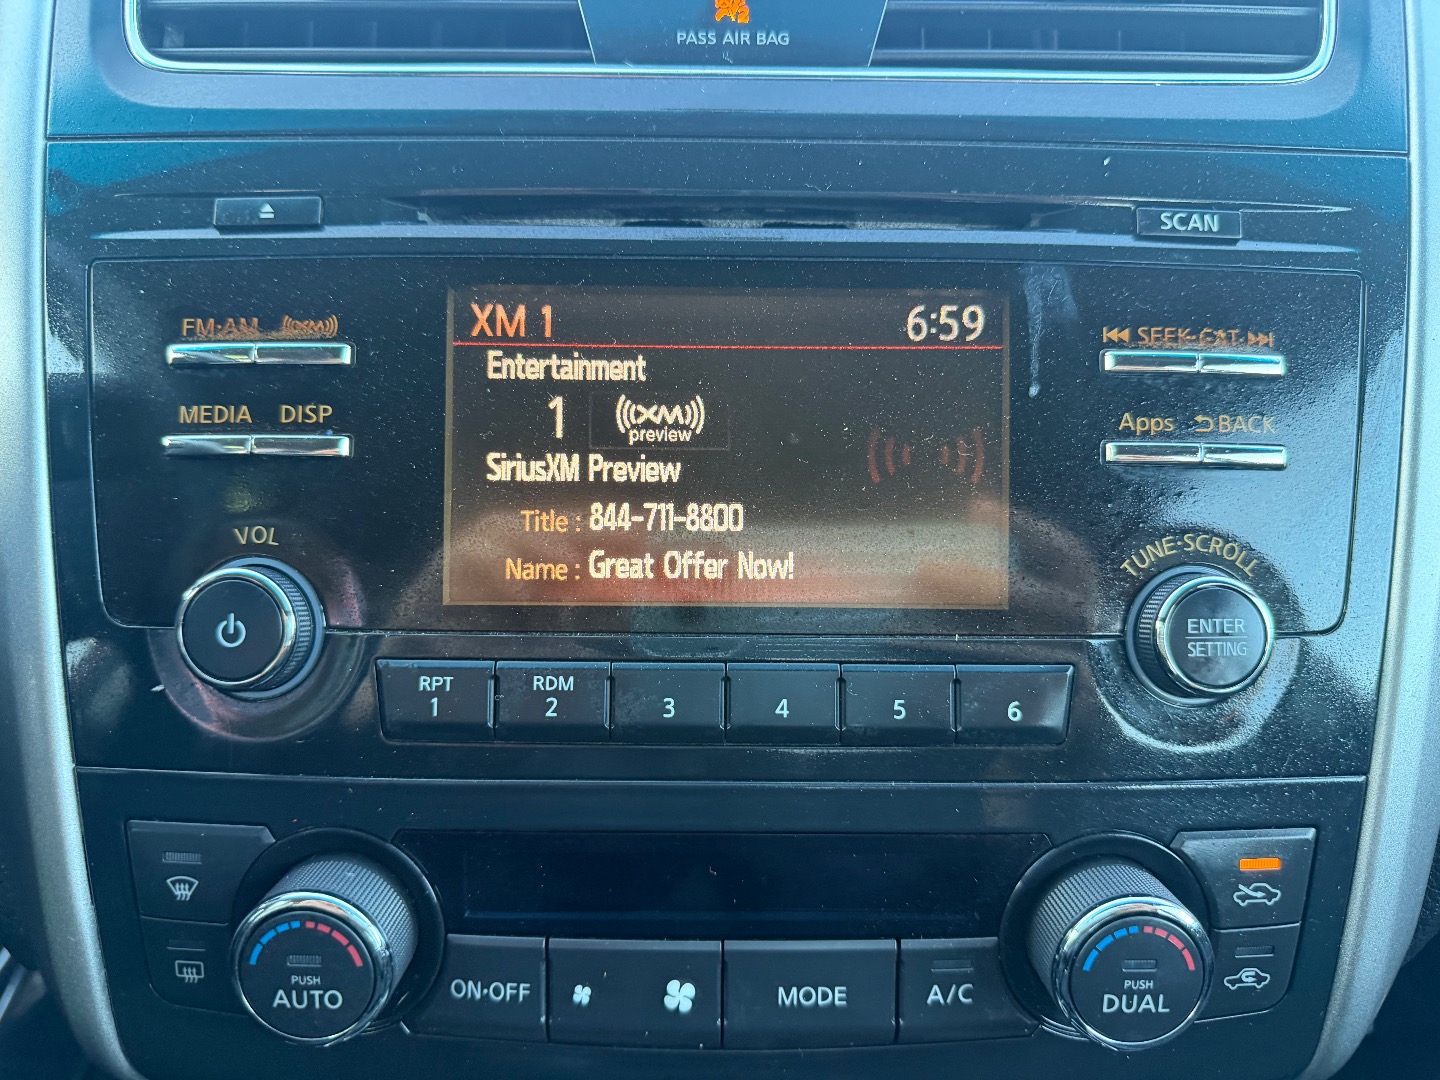 PASS AIR BAG
SCAN
FM·AM ((XM))
SEEK·CAT
MEDIA DISP
Apps BACK
XM 1 6:59
Entertainment
1 ((XM)) preview
SiriusXM Preview
Title : 844-711-8800
Name : Great Offer Now!
VOL
TUNE·SCROLL
ENTER
SETTING
RPT 1
RDM 2
3
4
5
6
PUSH
AUTO
ON·OFF
MODE
A/C
PUSH
DUAL